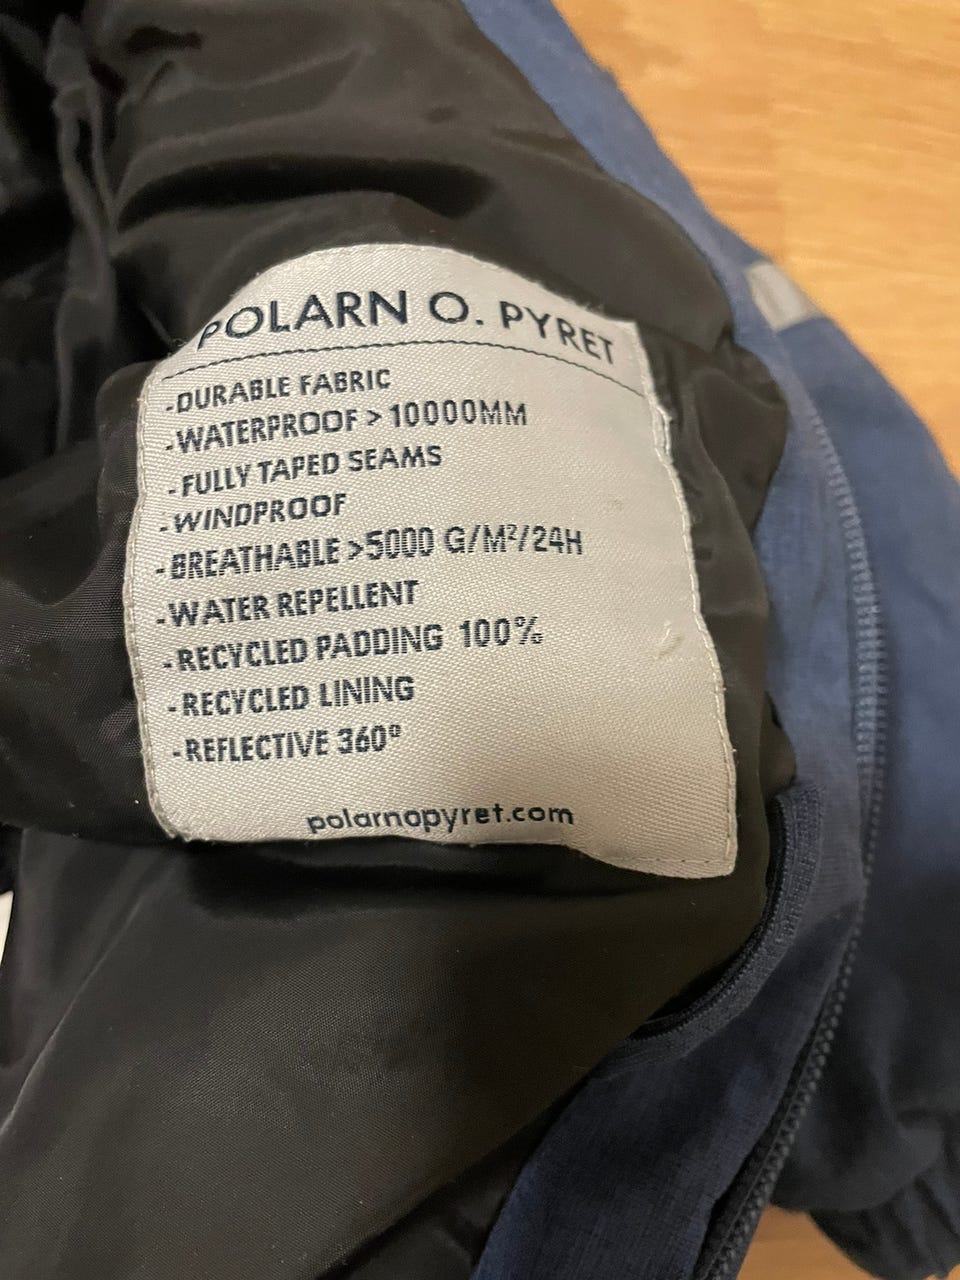 POLARN O. PYRET
-DURABLE FABRIC
-WATERPROOF > 10000MM
-FULLY TAPED SEAMS
-WINDPROOF
-BREATHABLE >5000 G/M²/24H
-WATER REPELLENT
-RECYCLED PADDING 100%
-RECYCLED LINING
-REFLECTIVE 360°
polarnopyret.com